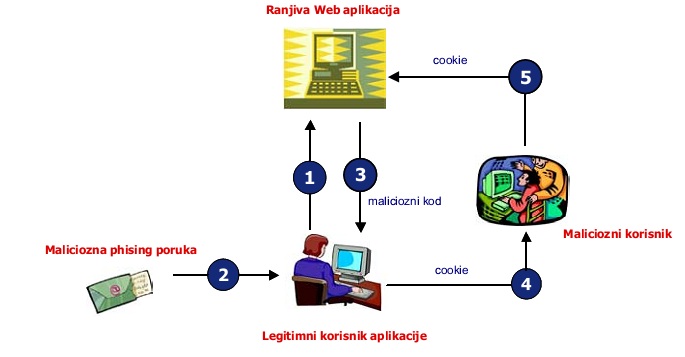 Ranjiva Web aplikacija
cookie
5
1
3
maliciozni kod
Maliciozni korisnik
Maliciozna phising poruka
2
cookie
4
@
Legitimni korisnik aplikacije